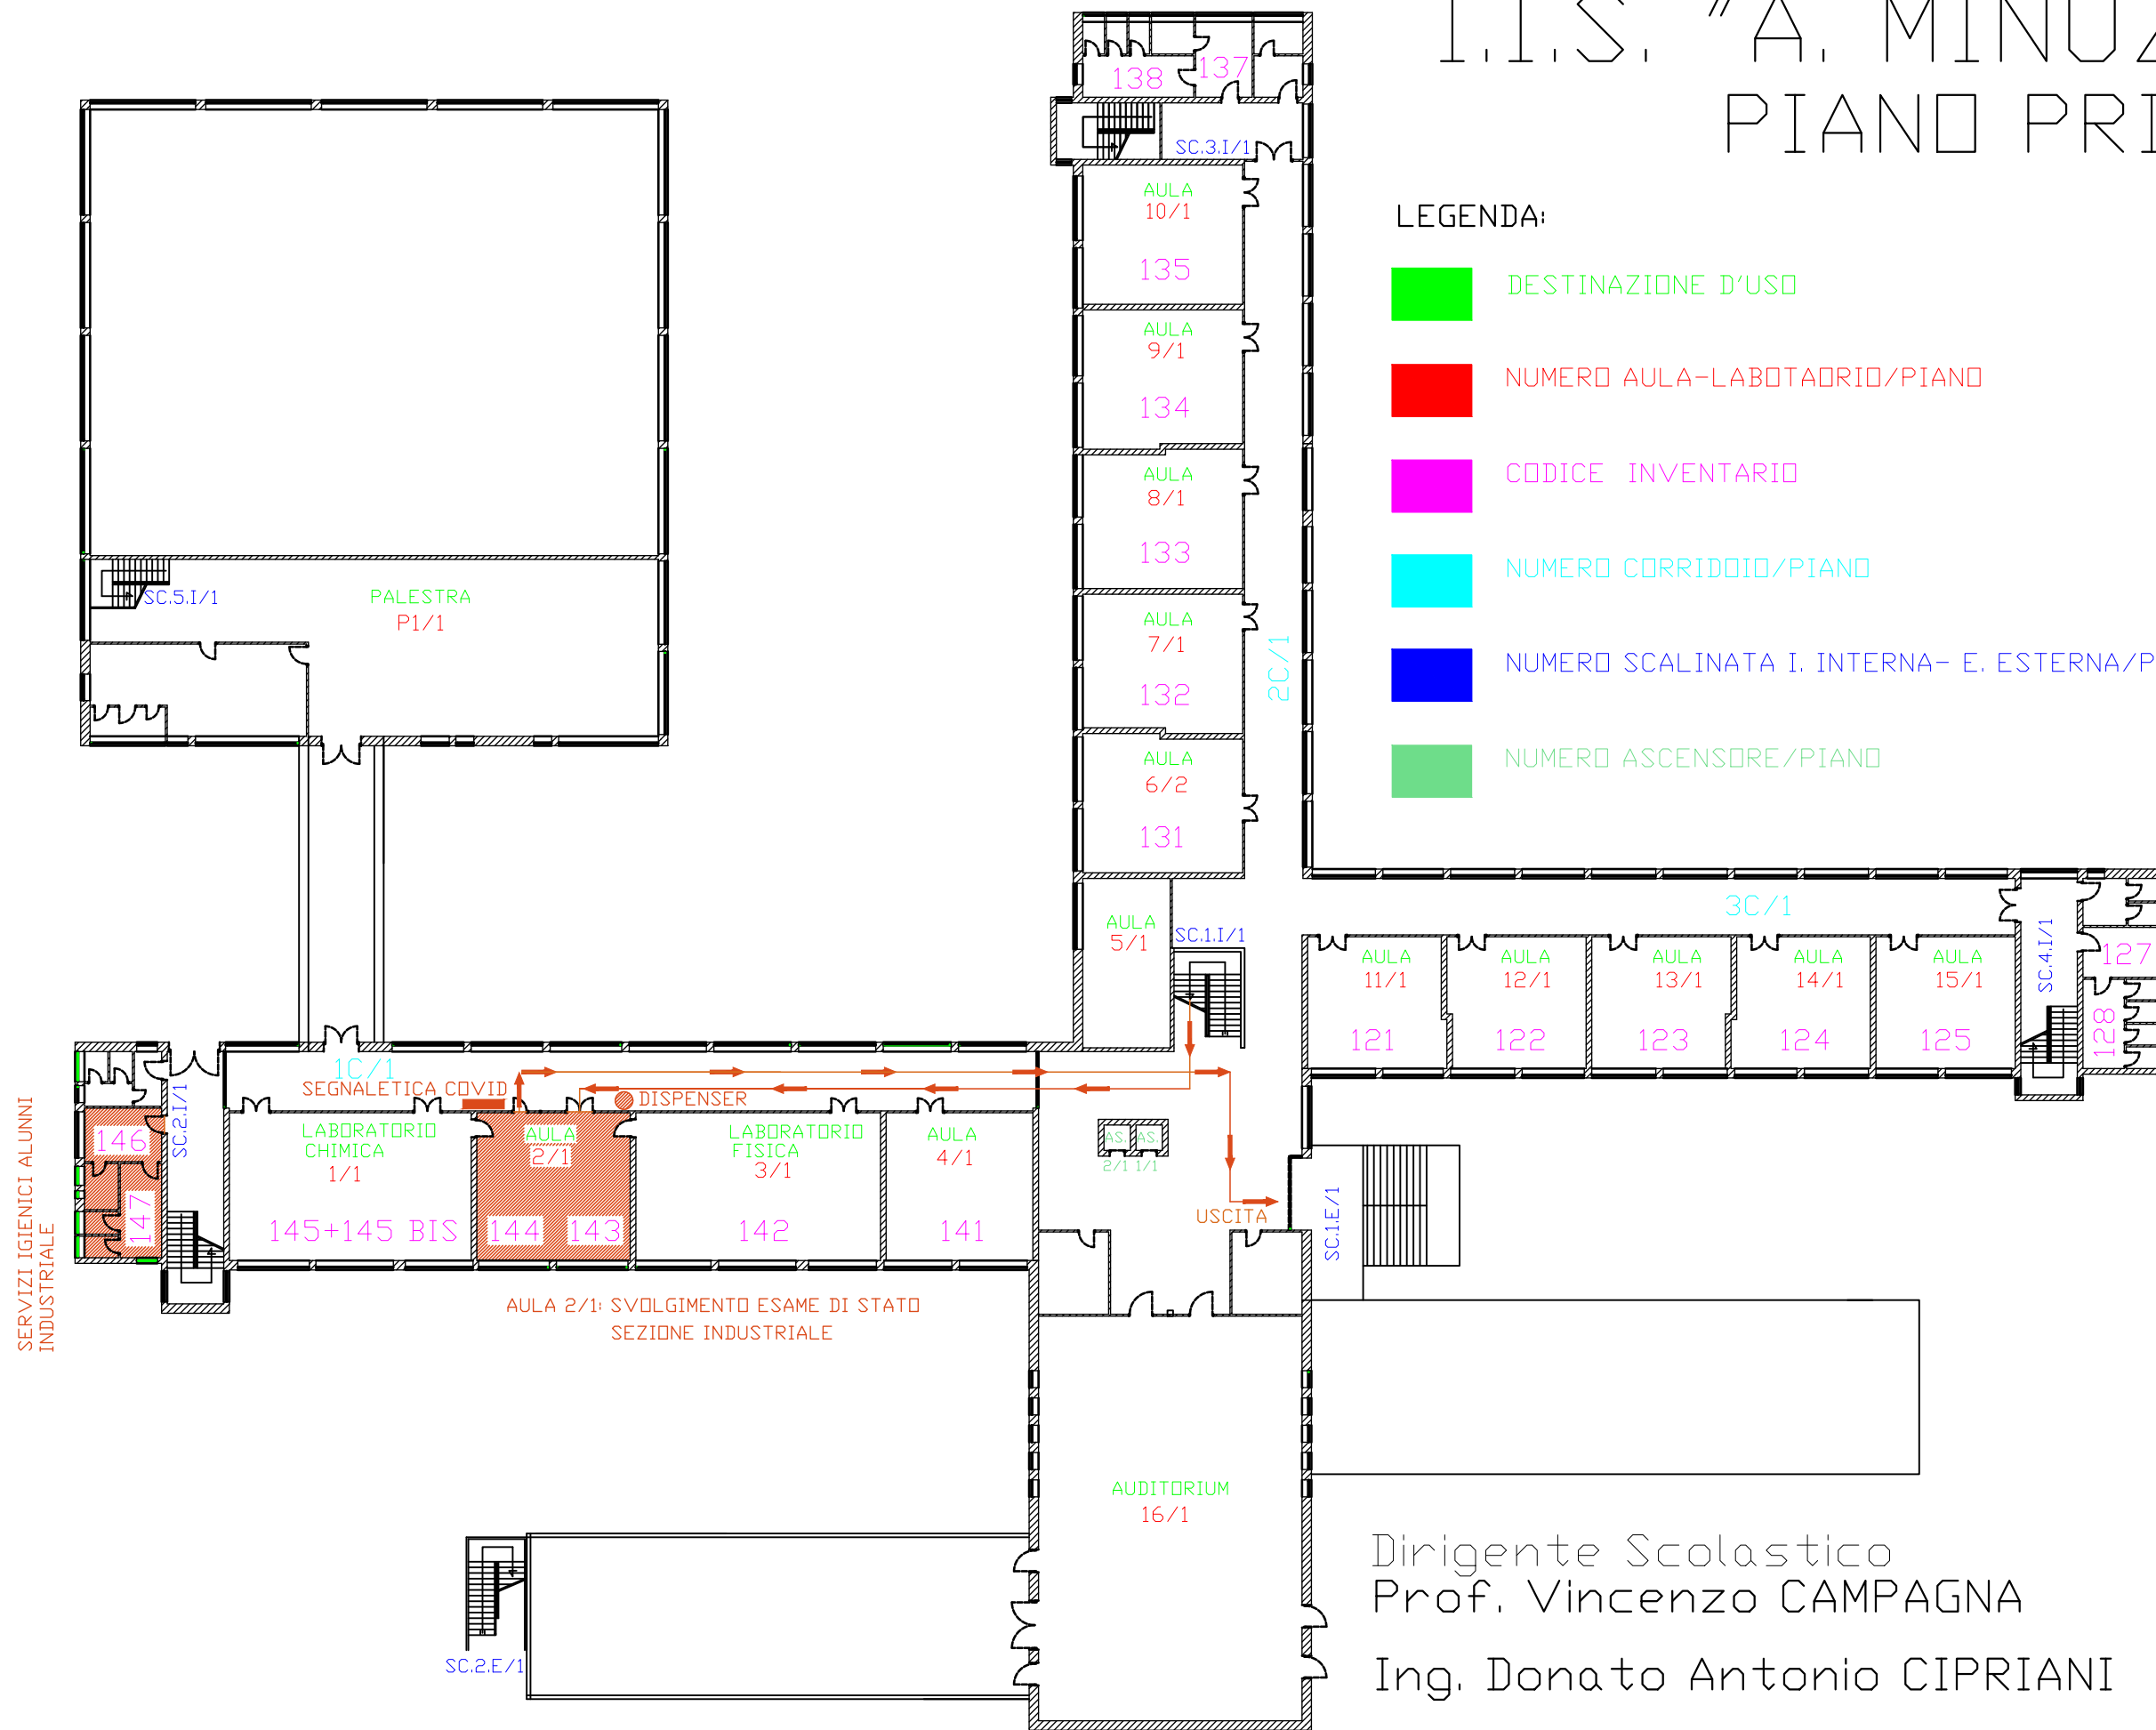 I.I.S. "A. MINUZ
PIANO PRI
LEGENDA:
DESTINAZIONE D'USO
NUMERO AULA-LABOTAORIO/PIANO
CODICE INVENTARIO
NUMERO CORRIDOIO/PIANO
NUMERO SCALINATA I. INTERNA- E. ESTERNA/P
NUMERO ASCENSORE/PIANO
138
137
SC.3.I/1
AULA
10/1
135
AULA
9/1
134
AULA
8/1
133
AULA
7/1
132
2C/1
AULA
6/2
131
AULA
5/1
SC.1.I/1
SC.5.I/1
PALESTRA
P1/1
3C/1
AULA
11/1
121
AULA
12/1
122
AULA
13/1
123
AULA
14/1
124
AULA
15/1
125
SC.4.I/1
127
128
1C/1
SEGNALETICA COVID
DISPENSER
SERVIZI IGIENICI ALUNNI
INDUSTRIALE
146
147
SC.2.I/1
LABORATORIO
CHIMICA
1/1
145+145 BIS
AULA
2/1
144
143
LABORATORIO
FISICA
3/1
142
AULA
4/1
141
AS.
AS.
2/1
1/1
USCITA
SC.1.E/1
AULA 2/1: SVOLGIMENTO ESAME DI STATO
SEZIONE INDUSTRIALE
AUDITORIUM
16/1
SC.2.E/1
Dirigente Scolastico
Prof. Vincenzo CAMPAGNA
Ing. Donato Antonio CIPRIANI